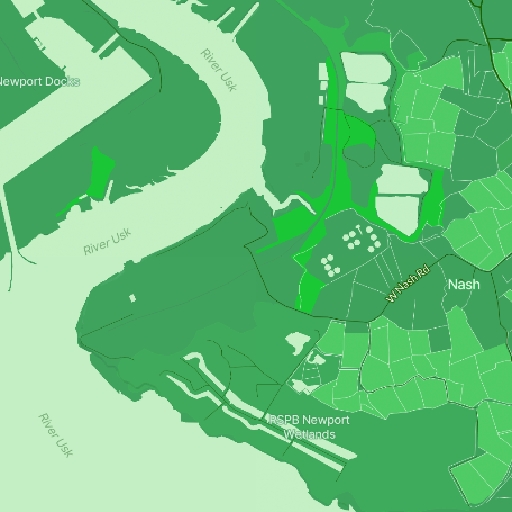 River Usk
Newport Docks
River Usk
W Nash Rd
Nash
River Usk
RSPB Newport
Wetlands